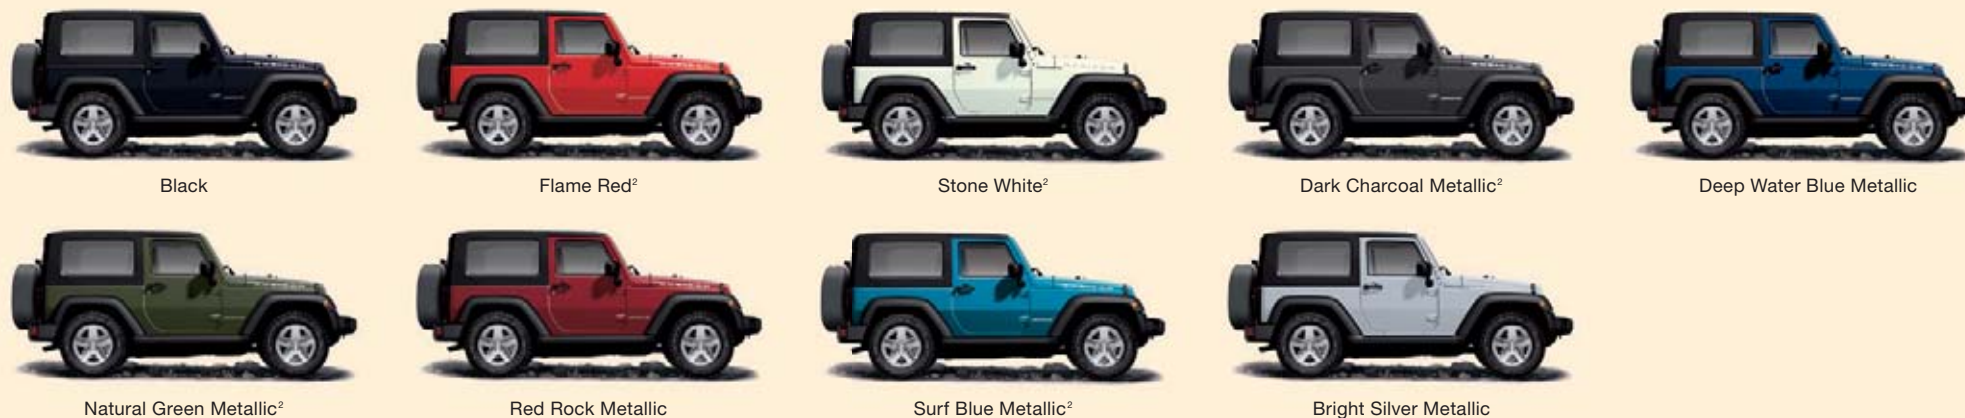 Black
Flame Red²
Stone White²
Dark Charcoal Metallic²
Deep Water Blue Metallic
Natural Green Metallic²
Red Rock Metallic
Surf Blue Metallic²
Bright Silver Metallic